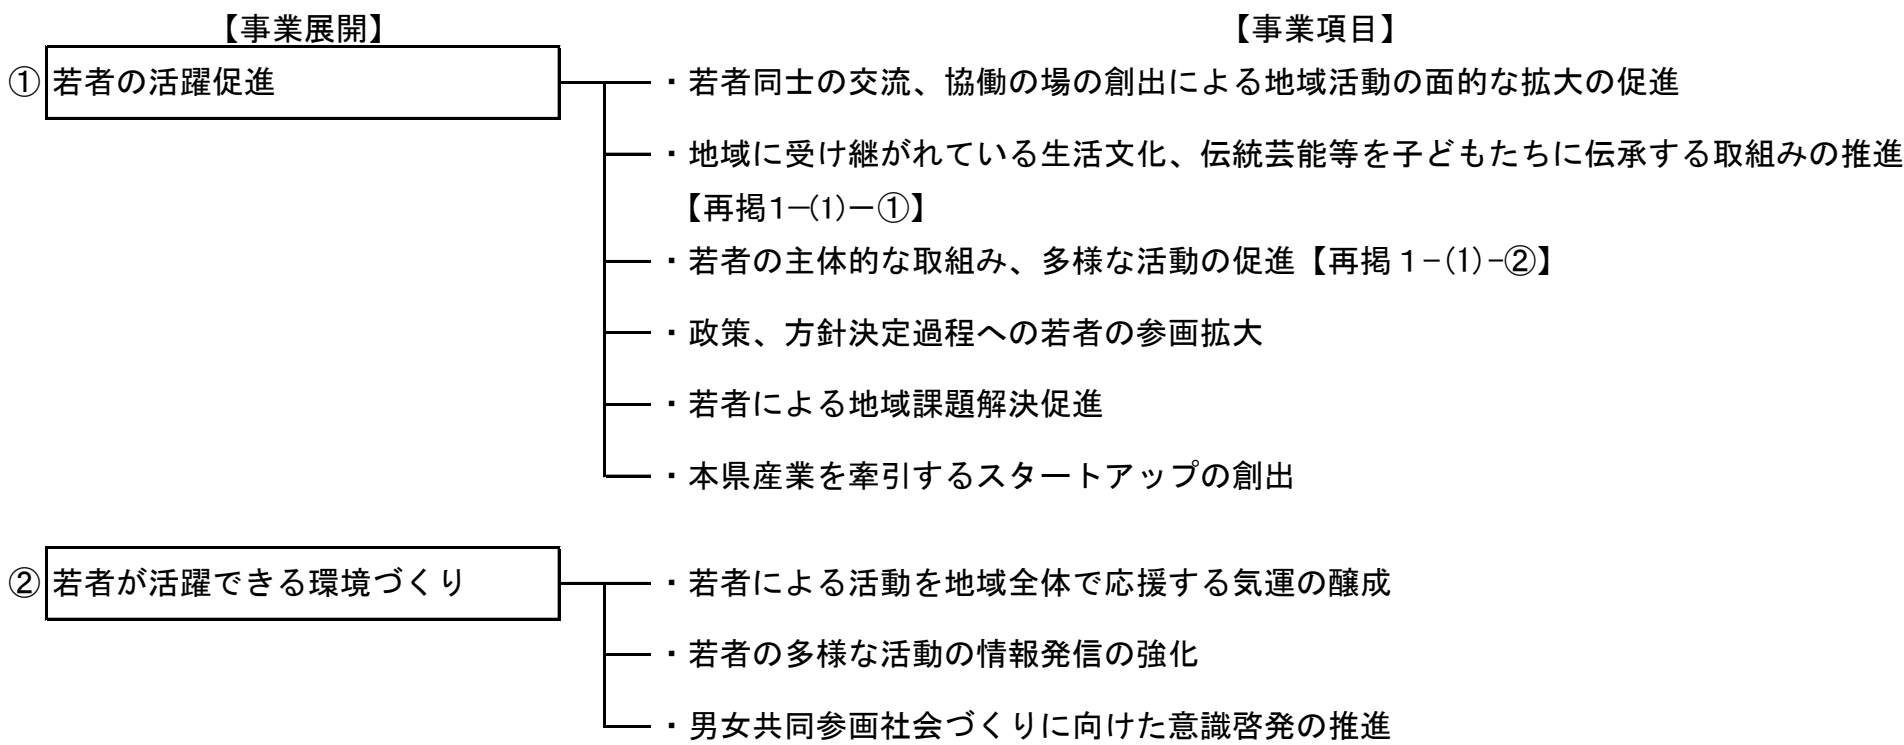 【事業展開】 【事業項目】
① 若者の活躍促進 ・若者同士の交流、協働の場の創出による地域活動の面的な拡大の促進
・地域に受け継がれている生活文化、伝統芸能等を子どもたちに伝承する取組みの推進
【再掲1―(1)―①】
・若者の主体的な取組み、多様な活動の促進【再掲１－(1)－②】
・政策、方針決定過程への若者の参画拡大
・若者による地域課題解決促進
・本県産業を牽引するスタートアップの創出
② 若者が活躍できる環境づくり ・若者による活動を地域全体で応援する気運の醸成
・若者の多様な活動の情報発信の強化
・男女共同参画社会づくりに向けた意識啓発の推進